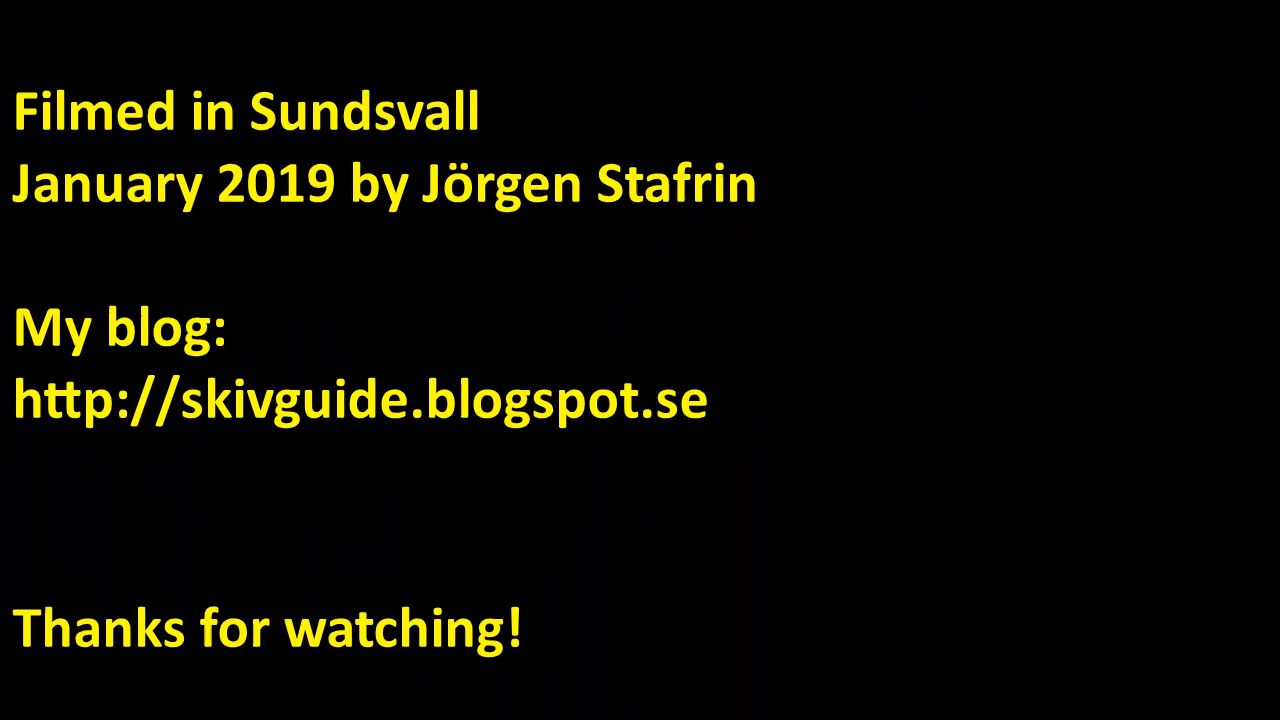 Filmed in Sundsvall
January 2019 by Jörgen Stafrin
My blog:
http://skivguide.blogspot.se
Thanks for watching!